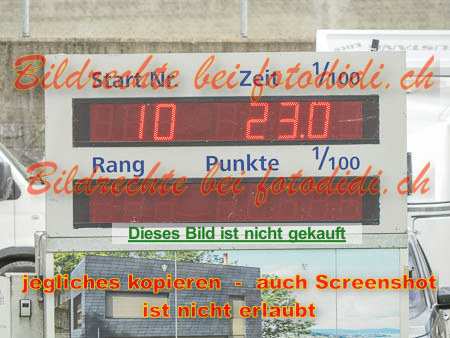 Bildrechte bei fotodidi.ch
Start Nr. Zeit 1/100
10 23.0
Rang Punkte 1/100
Bildrechte bei fotodidi.ch
Dieses Bild ist nicht gekauft
jegliches kopieren - auch Screenshot
ist nicht erlaubt